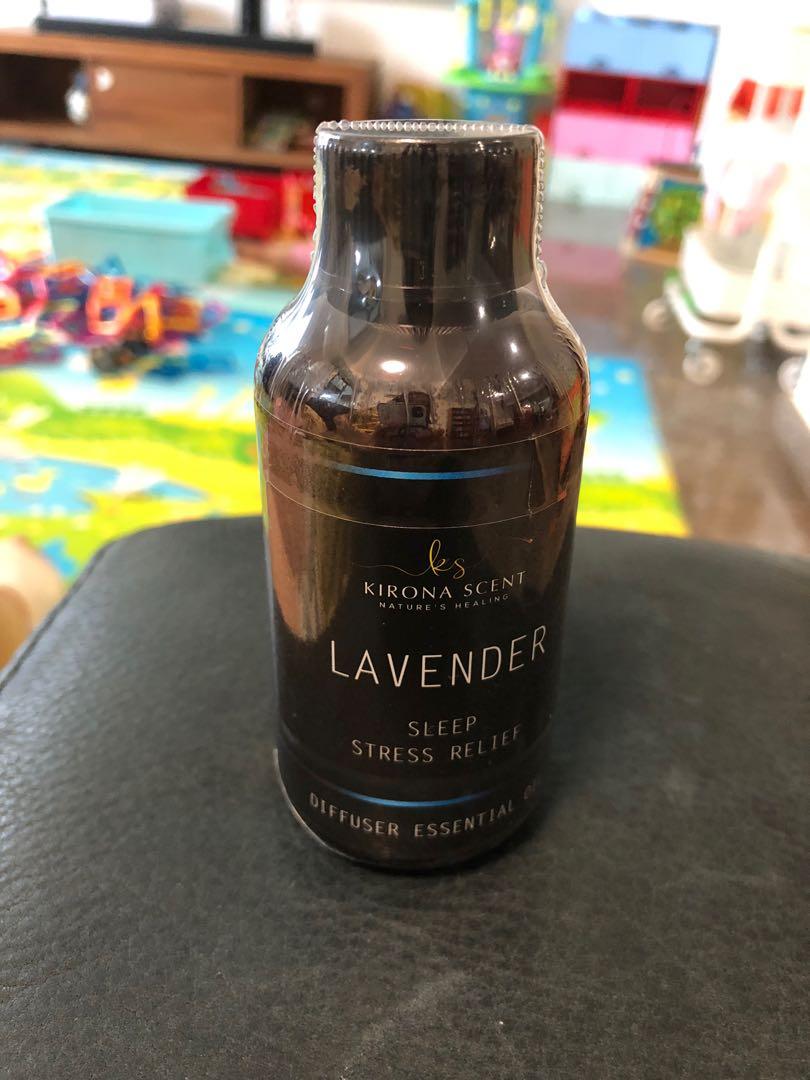 ks
KIRONA SCENT
NATURE'S HEALING
LAVENDER
SLEEP
STRESS RELIEF
DIFFUSER ESSENTIAL